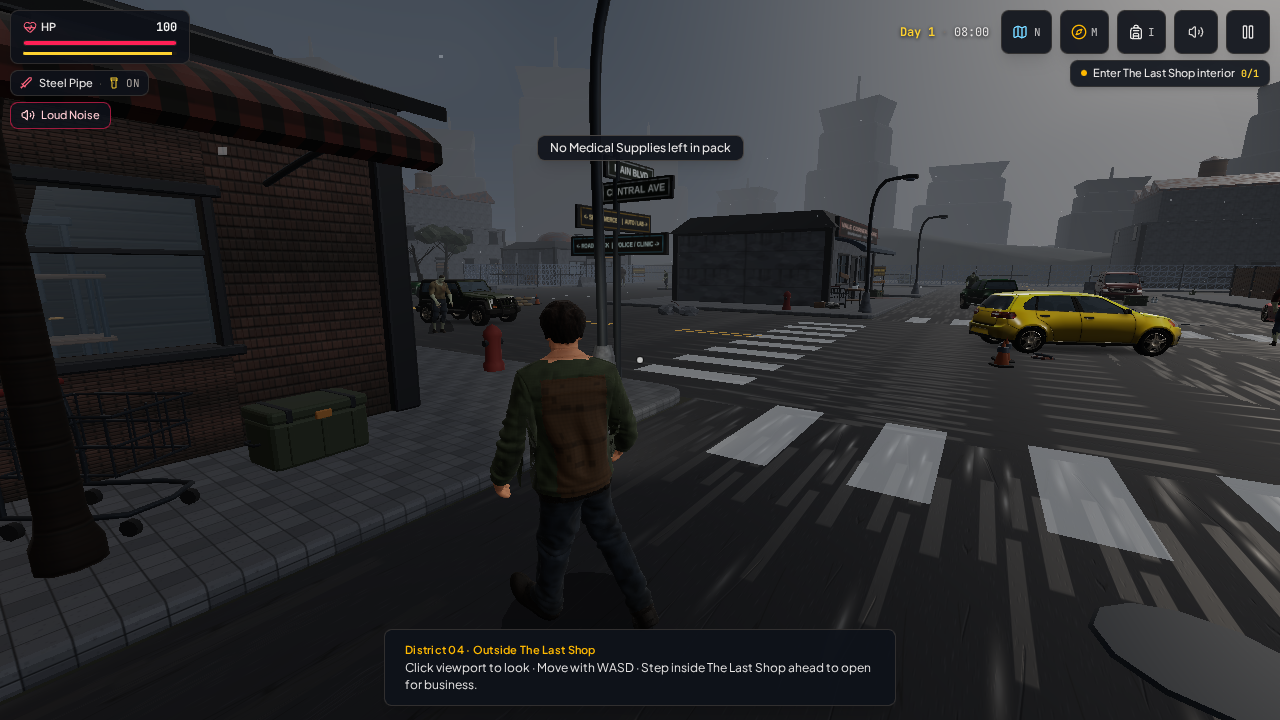 HP 100
Day 1 · 08:00
N
M
I
Steel Pipe · ON
Enter The Last Shop interior 0/1
Loud Noise
No Medical Supplies left in pack
AIN BLVD
CENTRAL AVE
POLICE / CLINIC →
District 04 · Outside The Last Shop
Click viewport to look · Move with WASD · Step inside The Last Shop ahead to open
for business.